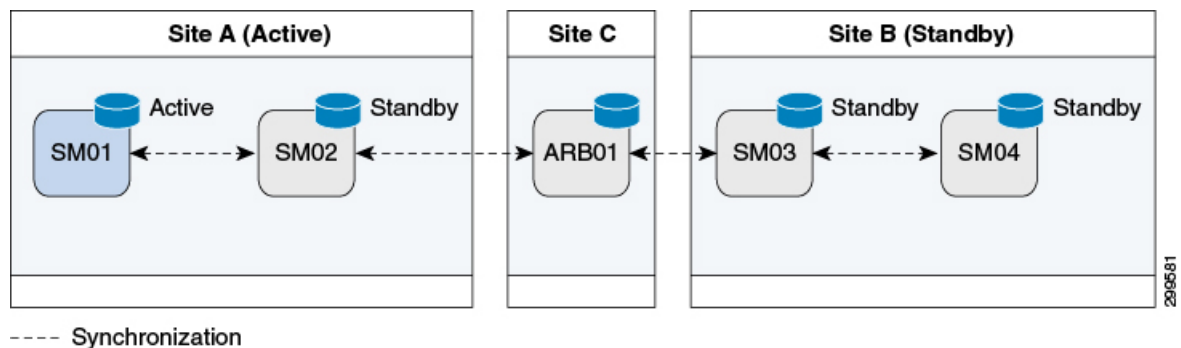 Site A (Active)
Site C
Site B (Standby)
Active
Standby
Standby
Standby
SM01
SM02
ARB01
SM03
SM04
299581
---- Synchronization